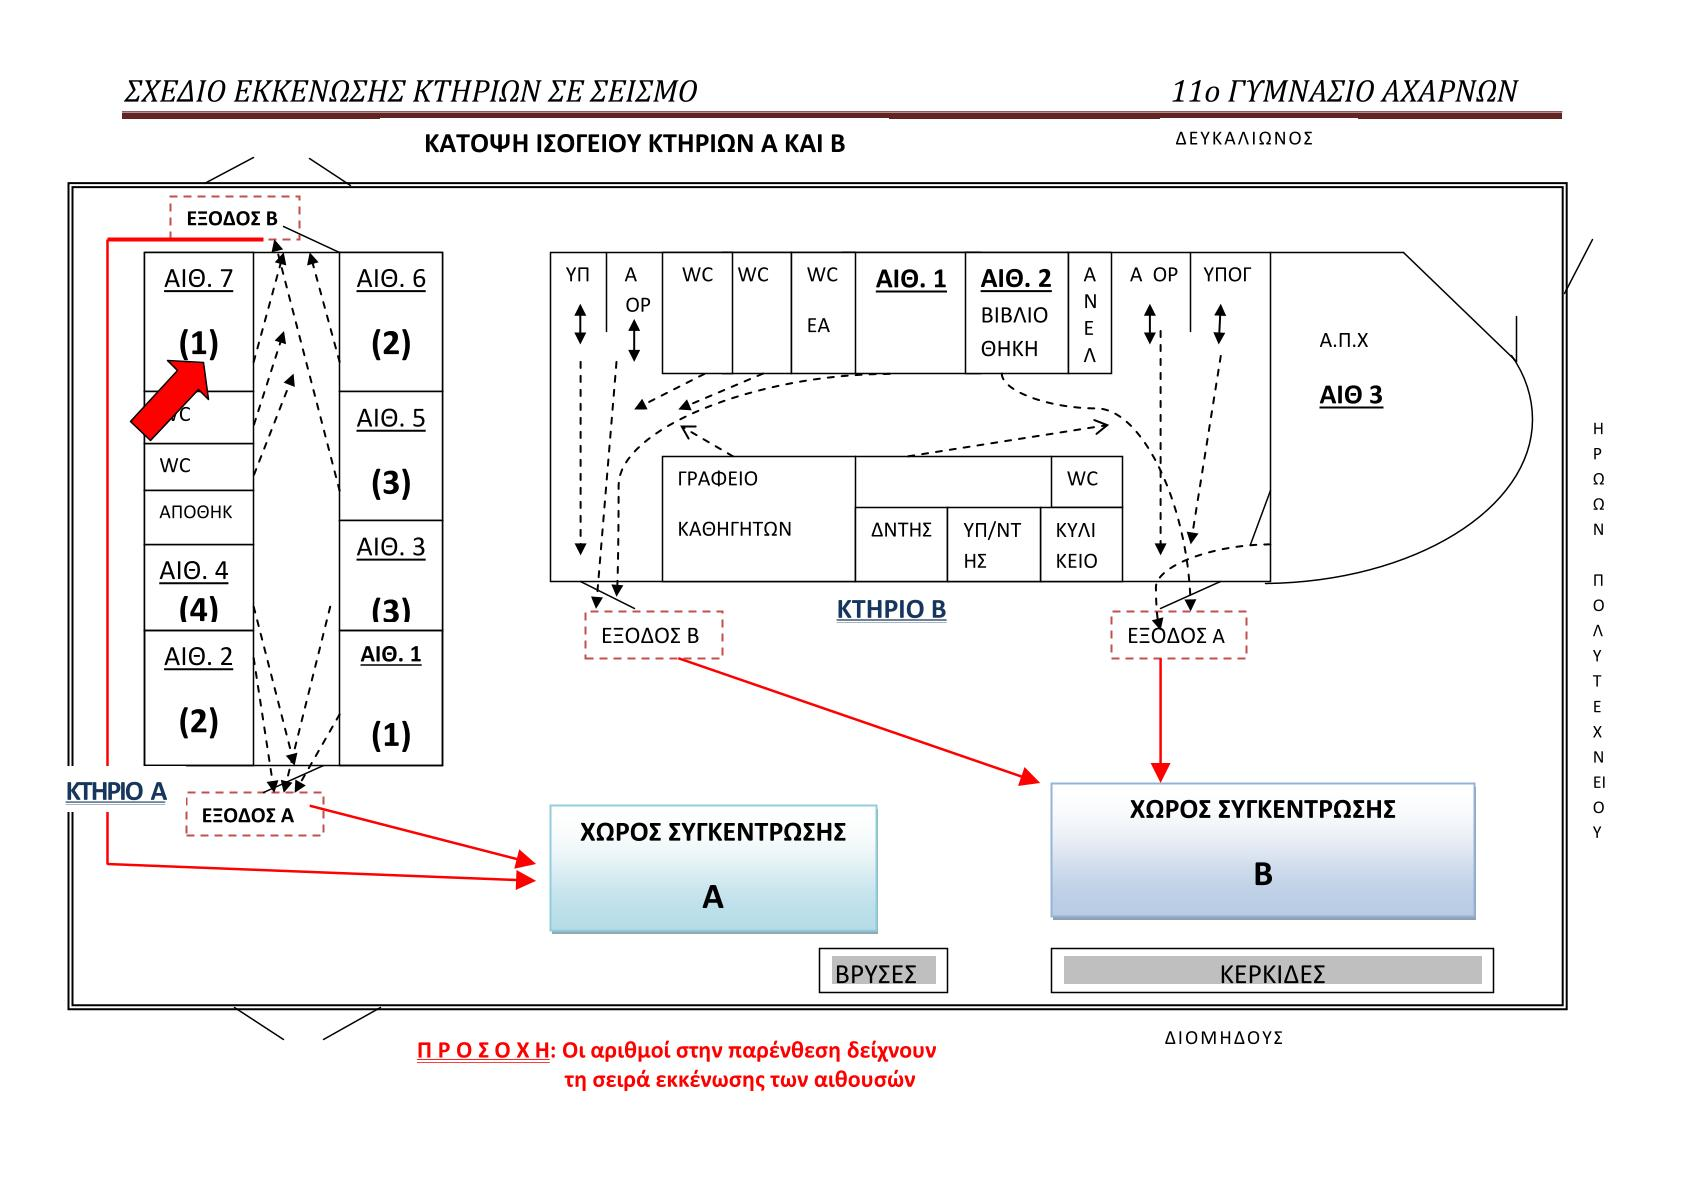 ΣΧΕΔΙΟ ΕΚΚΕΝΩΣΗΣ ΚΤΗΡΙΩΝ ΣΕ ΣΕΙΣΜΟ 11ο ΓΥΜΝΑΣΙΟ ΑΧΑΡΝΩΝ
ΚΑΤΟΨΗ ΙΣΟΓΕΙΟΥ ΚΤΗΡΙΩΝ Α ΚΑΙ Β
ΔΕΥΚΑΛΙΩΝΟΣ
ΕΞΟΔΟΣ Β
ΑΙΘ. 7
(1)
WC
ΑΠΟΘΗΚ
ΑΙΘ. 4
(4)
ΑΙΘ. 2
(2)
ΑΙΘ. 6
(2)
ΑΙΘ. 5
(3)
ΑΙΘ. 3
(3)
ΑΙΘ. 1
(1)
ΚΤΗΡΙΟ Α
ΕΞΟΔΟΣ Α
ΥΠ
Α
ΟΡ
WC
WC
WC
ΕΑ
ΑΙΘ. 1
ΑΙΘ. 2
ΒΙΒΛΙΟ
ΘΗΚΗ
Α
Ν
Ε
Λ
Α ΟΡ
ΥΠΟΓ
Α.Π.Χ
ΑΙΘ 3
ΓΡΑΦΕΙΟ
ΚΑΘΗΓΗΤΩΝ
WC
ΔΝΤΗΣ
ΥΠ/ΝΤ
ΗΣ
ΚΥΛΙ
ΚΕΙΟ
ΚΤΗΡΙΟ Β
ΕΞΟΔΟΣ Β
ΕΞΟΔΟΣ Α
Η
Ρ
Ω
Ω
Ν
Π
Ο
Λ
Υ
Τ
Ε
Χ
Ν
ΕΙ
Ο
Υ
ΧΩΡΟΣ ΣΥΓΚΕΝΤΡΩΣΗΣ
Α
ΧΩΡΟΣ ΣΥΓΚΕΝΤΡΩΣΗΣ
Β
ΒΡΥΣΕΣ
ΚΕΡΚΙΔΕΣ
ΔΙΟΜΗΔΟΥΣ
Π Ρ Ο Σ Ο Χ Η: Οι αριθμοί στην παρένθεση δείχνουν
τη σειρά εκκένωσης των αιθουσών